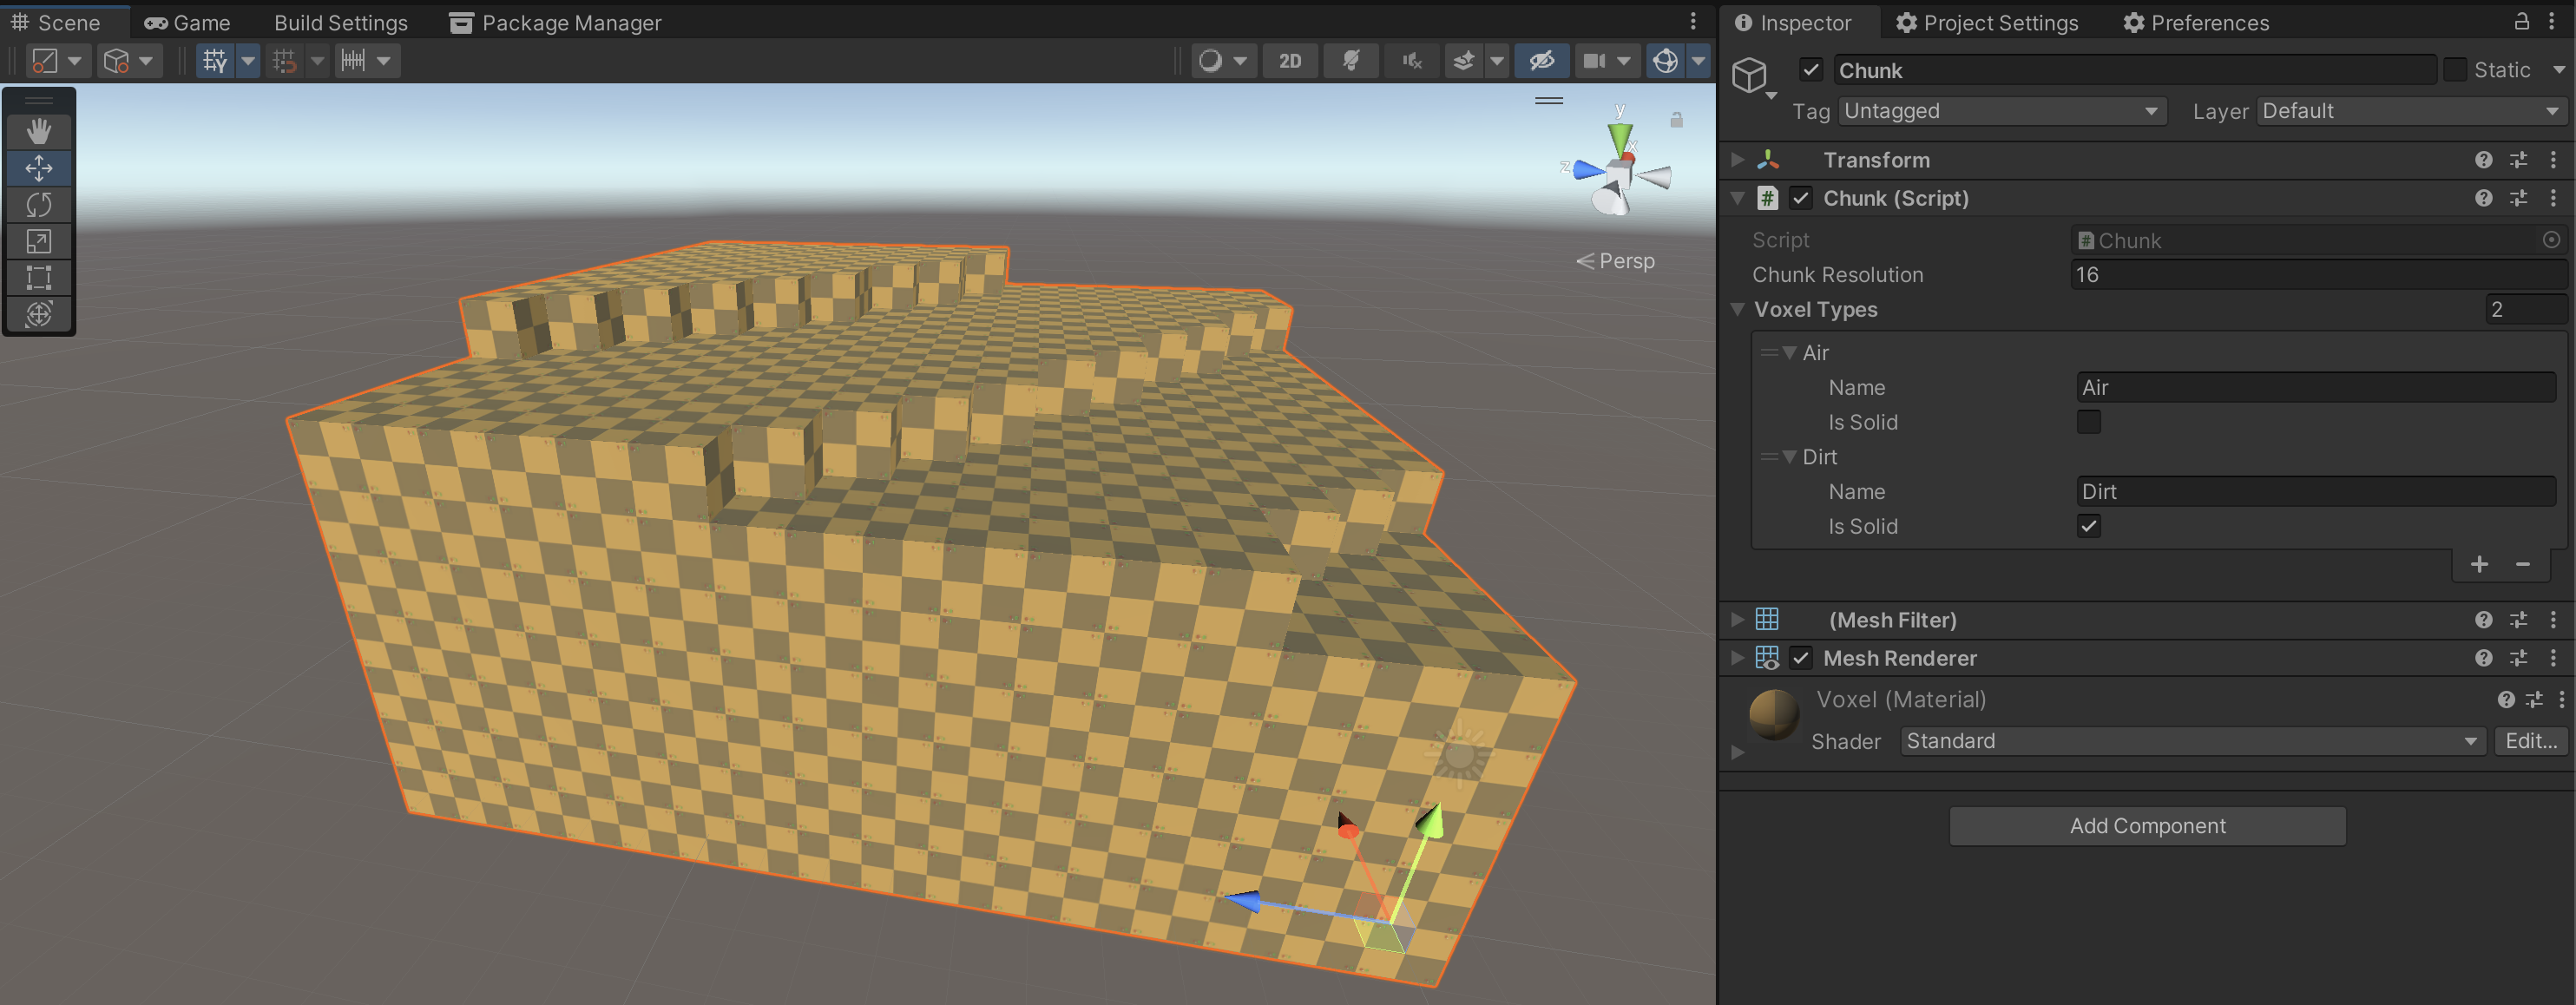 Scene Game Build Settings Package Manager
Inspector Project Settings Preferences
2D
y
x
z
Persp
Chunk Static
Tag Untagged Layer Default
Transform
Chunk (Script)
Script Chunk
Chunk Resolution 16
Voxel Types 2
Air
Name Air
Is Solid
Dirt
Name Dirt
Is Solid
(Mesh Filter)
Mesh Renderer
Voxel (Material)
Shader Standard Edit...
Add Component